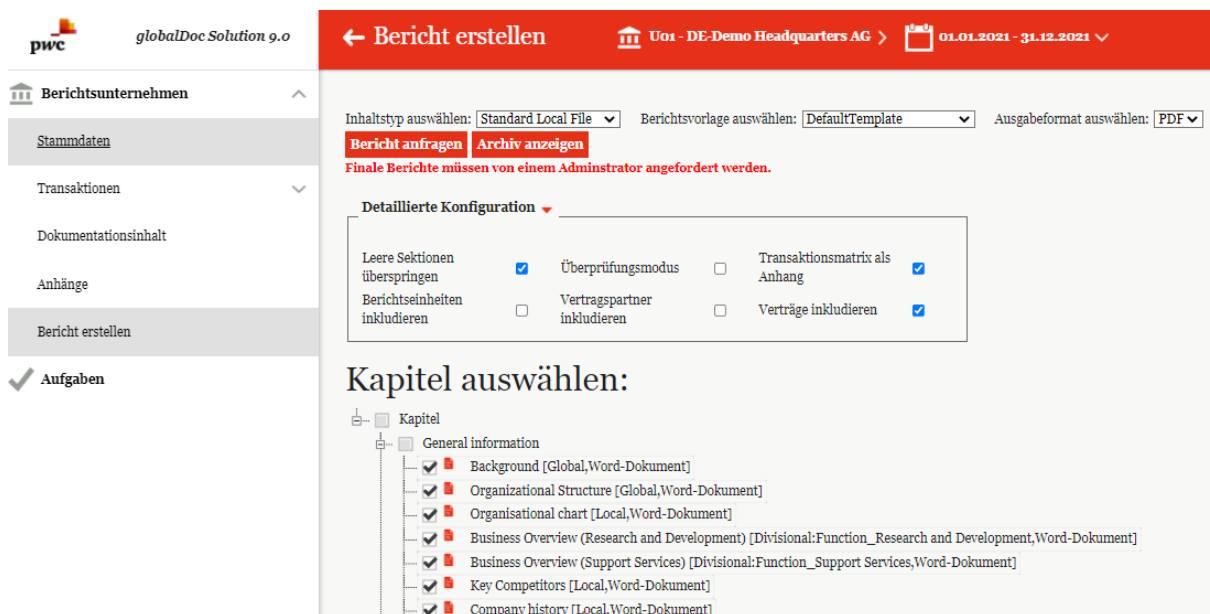 pwc
globalDoc Solution 9.0
Bericht erstellen
U01 - DE-Demo Headquarters AG
01.01.2021 - 31.12.2021
Berichtsunternehmen
Stammdaten
Transaktionen
Dokumentationsinhalt
Anhänge
Bericht erstellen
Aufgaben
Inhaltstyp auswählen: Standard Local File Berichtsvorlage auswählen: DefaultTemplate Ausgabeformat auswählen: PDF
Bericht anfragen Archiv anzeigen
Finale Berichte müssen von einem Adminstrator angefordert werden.
Detaillierte Konfiguration
Leere Sektionen
überspringen
Überprüfungsmodus
Transaktionsmatrix als
Anhang
Berichtseinheiten
inkludieren
Vertragspartner
inkludieren
Verträge inkludieren
Kapitel auswählen:
Kapitel
General information
Background [Global,Word-Dokument]
Organizational Structure [Global,Word-Dokument]
Organisational chart [Local,Word-Dokument]
Business Overview (Research and Development) [Divisional:Function_Research and Development,Word-Dokument]
Business Overview (Support Services) [Divisional:Function_Support Services,Word-Dokument]
Key Competitors [Local,Word-Dokument]
Company history [Local,Word-Dokument]